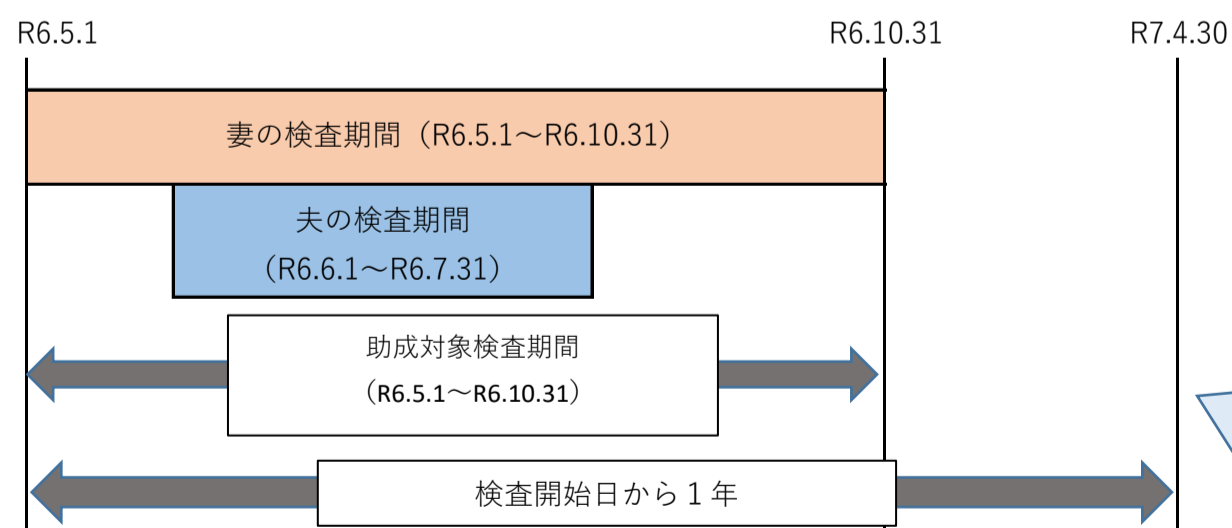 R6.5.1
R6.10.31
R7.4.30
妻の検査期間（R6.5.1～R6.10.31）
夫の検査期間
（R6.6.1～R6.7.31）
助成対象検査期間
（R6.5.1～R6.10.31）
検査開始日から１年